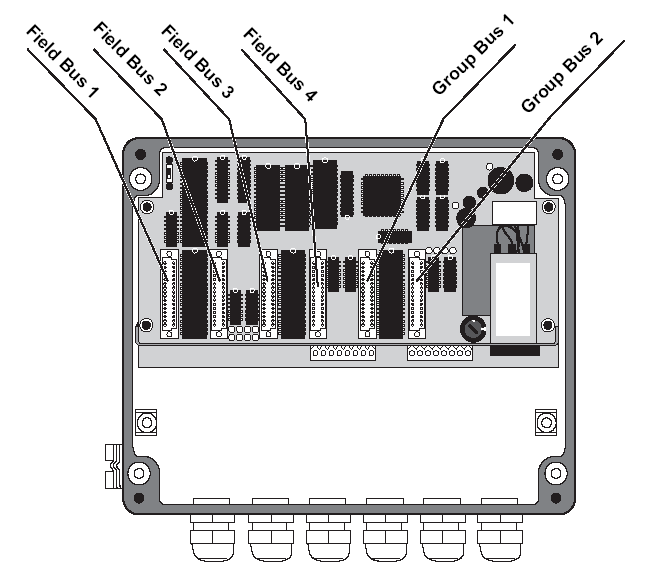 Field Bus 1
Field Bus 2
Field Bus 3
Field Bus 4
Group Bus 1
Group Bus 2